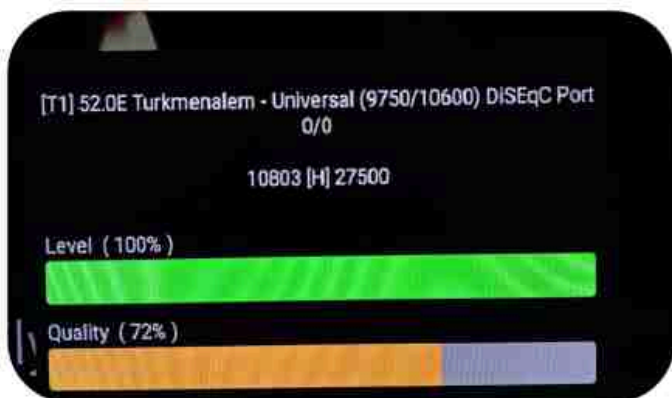 [T1] 52.0E Turkmenalem - Universal (9750/10600) DiSEqC Port
0/0
10803 [H] 27500
Level ( 100% )
Quality ( 72% )